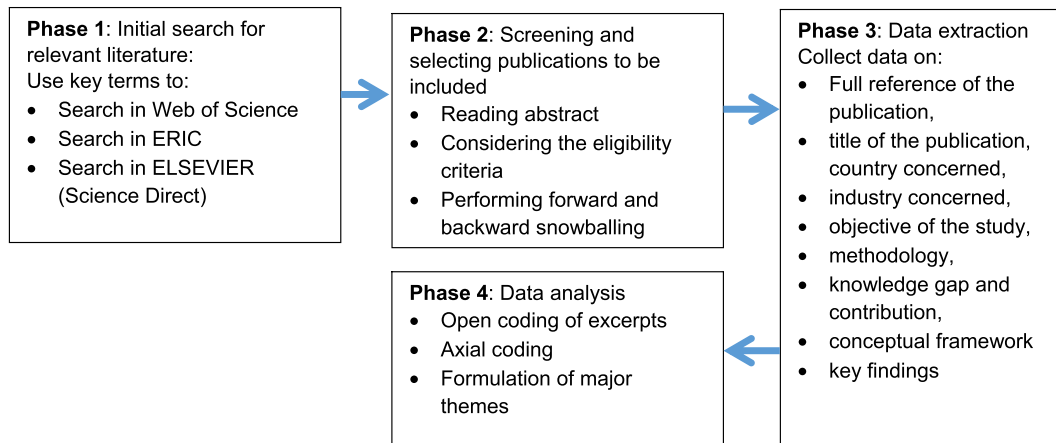 Phase 1: Initial search for
relevant literature:
Use key terms to:
• Search in Web of Science
• Search in ERIC
• Search in ELSEVIER
(Science Direct)
Phase 2: Screening and
selecting publications to be
included
• Reading abstract
• Considering the eligibility
criteria
• Performing forward and
backward snowballing
Phase 3: Data extraction
Collect data on:
• Full reference of the
publication,
• title of the publication,
country concerned,
• industry concerned,
• objective of the study,
• methodology,
• knowledge gap and
contribution,
• conceptual framework
• key findings
Phase 4: Data analysis
• Open coding of excerpts
• Axial coding
• Formulation of major
themes